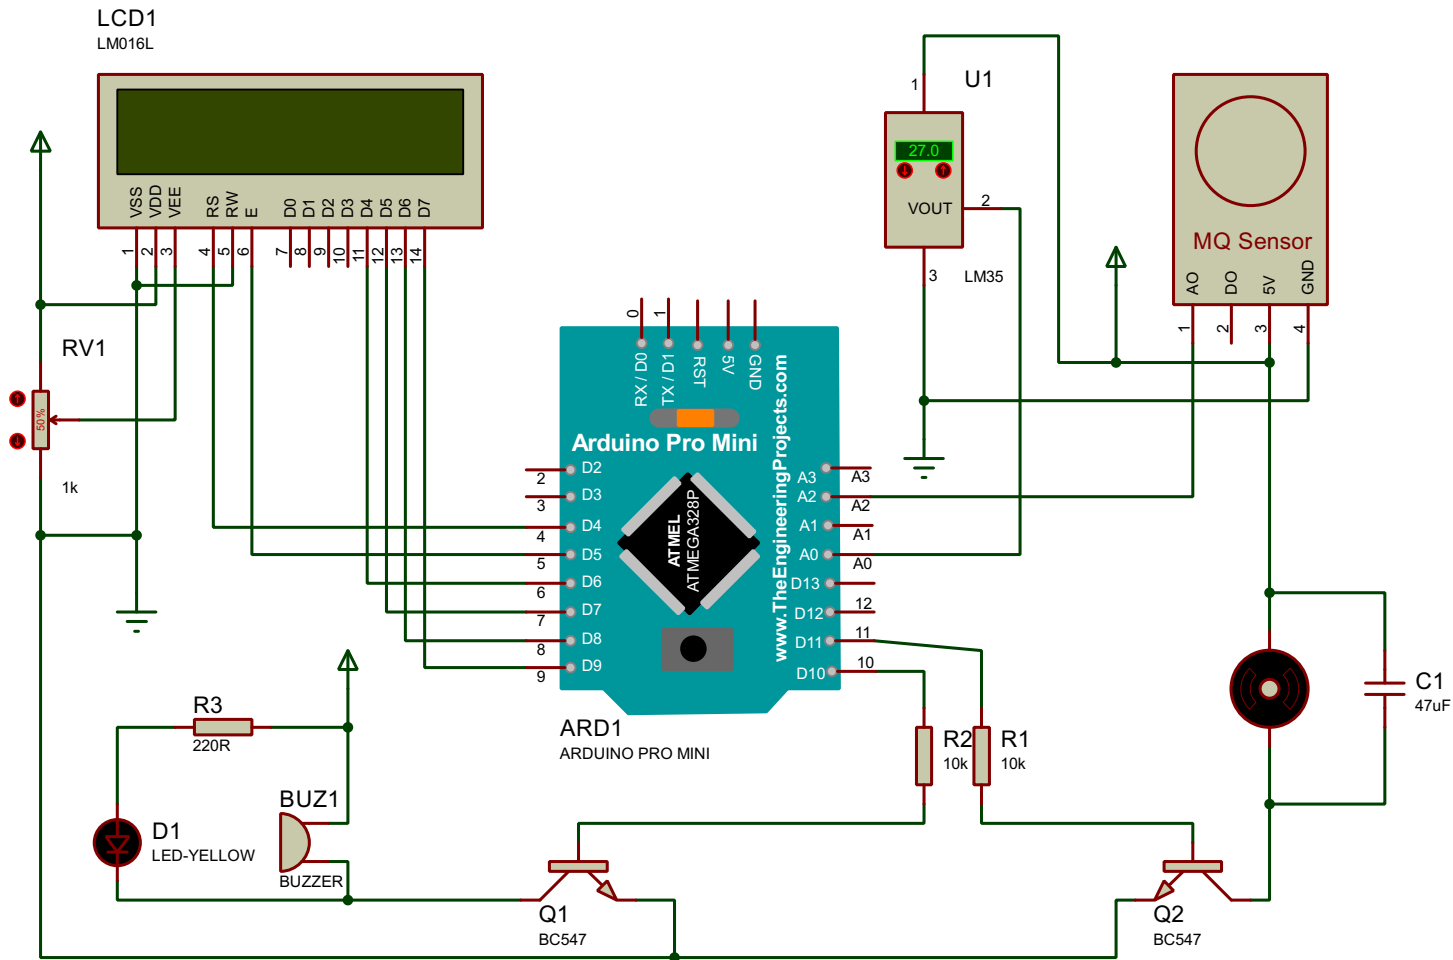 LCD1
LM016L
VSS VDD VEE RS RW E D0 D1 D2 D3 D4 D5 D6 D7
1 2 3 4 5 6 7 8 9 10 11 12 13 14
RV1
50%
1k
U1
1
27.0
VOUT
2
3
LM35
MQ Sensor
AO DO 5V GND
1 2 3 4
0 1
RX / D0 TX / D1 RST 5V GND
Arduino Pro Mini
www.TheEngineeringProjects.com
ATMEL
ATMEGA328P
D2
2
D3
3
D4
4
D5
5
D6
6
D7
7
D8
8
D9
9
A3 A3
A2 A2
A1 A1
A0 A0
D13
D12 12
D11 11
D10 10
ARD1
ARDUINO PRO MINI
R3
220R
D1
LED-YELLOW
BUZ1
BUZZER
R2
10k
R1
10k
C1
47uF
Q1
BC547
Q2
BC547